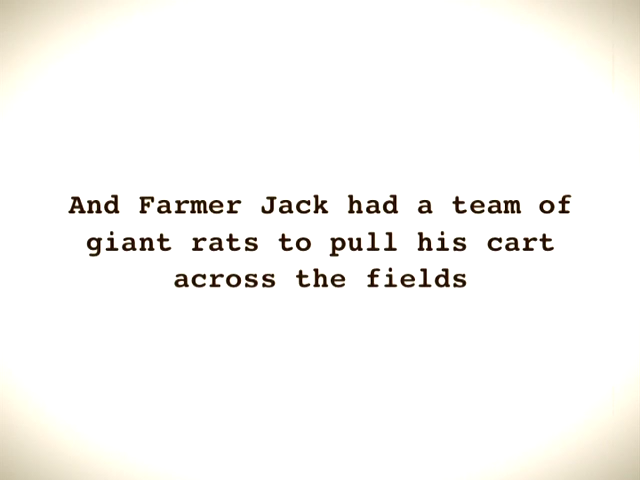 And Farmer Jack had a team of
giant rats to pull his cart
across the fields